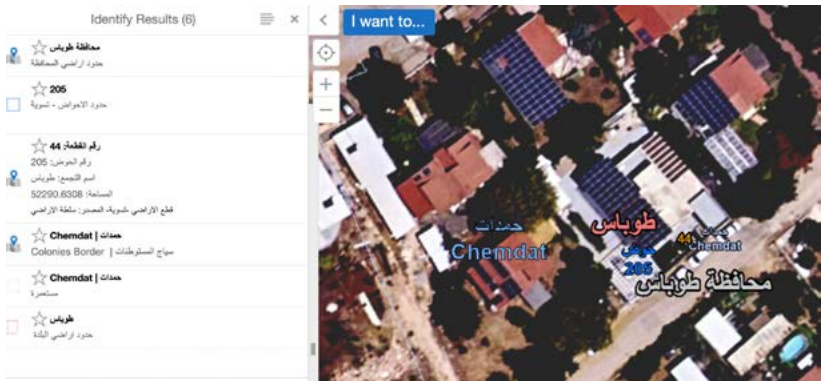 Identify Results (6)
محافظة طوباس
حدود اراضي المحافظة
205
حدود الاحواض - تسوية
رقم القطعة: 44
رقم الحوض: 205
اسم التجمع: طوباس
المساحة: 52290.6308
قطع الاراضي تسوية- المصدر: سلطة الاراضي
حمدات | Chemdat
سياج المستوطنات | Colonies Border
حمدات | Chemdat
مستعمرة
طوباس
حدود اراضي البلدة
I want to...
حمدات
Chemdat
طوباس
حوض
205
44
حمدات
Chemdat
محافظة طوباس